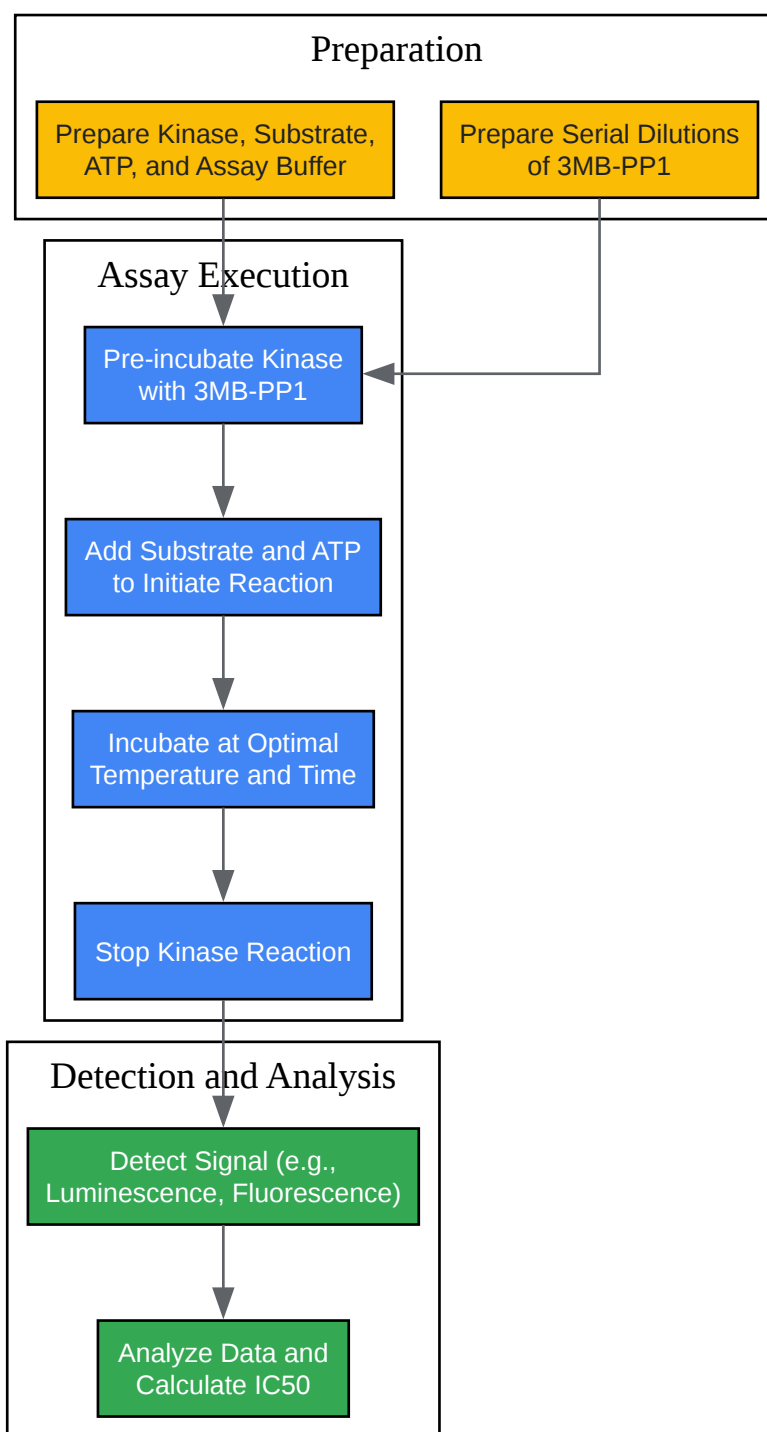 Preparation
Prepare Kinase, Substrate,
ATP, and Assay Buffer
Prepare Serial Dilutions
of 3MB-PP1
Assay Execution
Pre-incubate Kinase
with 3MB-PP1
Add Substrate and ATP
to Initiate Reaction
Incubate at Optimal
Temperature and Time
Stop Kinase Reaction
Detection and Analysis
Detect Signal (e.g.,
Luminescence, Fluorescence)
Analyze Data and
Calculate IC50